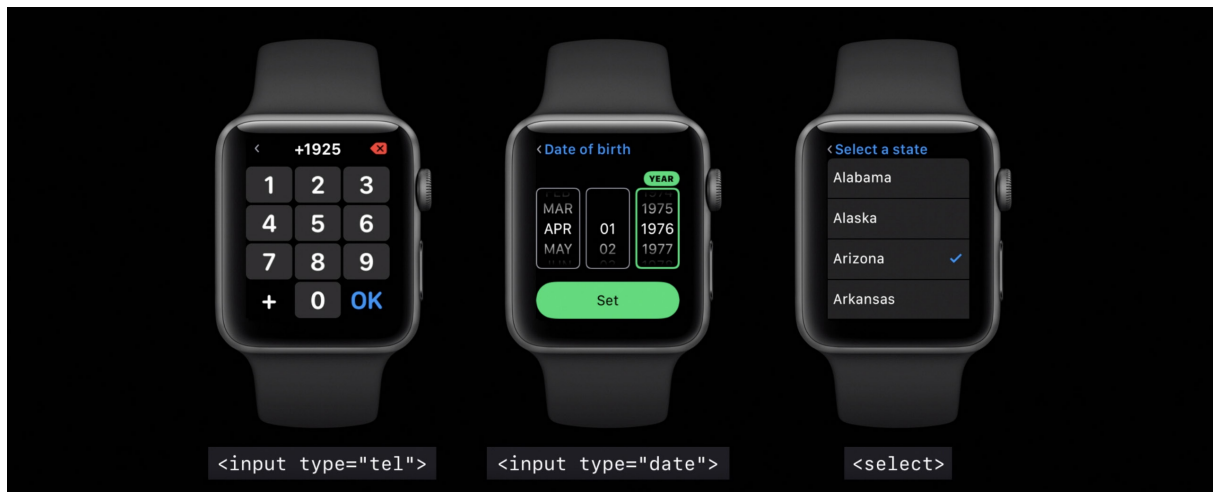 +1925
1 2 3
4 5 6
7 8 9
+ 0 OK
<input type="tel">
Date of birth
YEAR
MAR 1975
APR 01 1976
MAY 02 1977
Set
<input type="date">
Select a state
Alabama
Alaska
Arizona
Arkansas
<select>